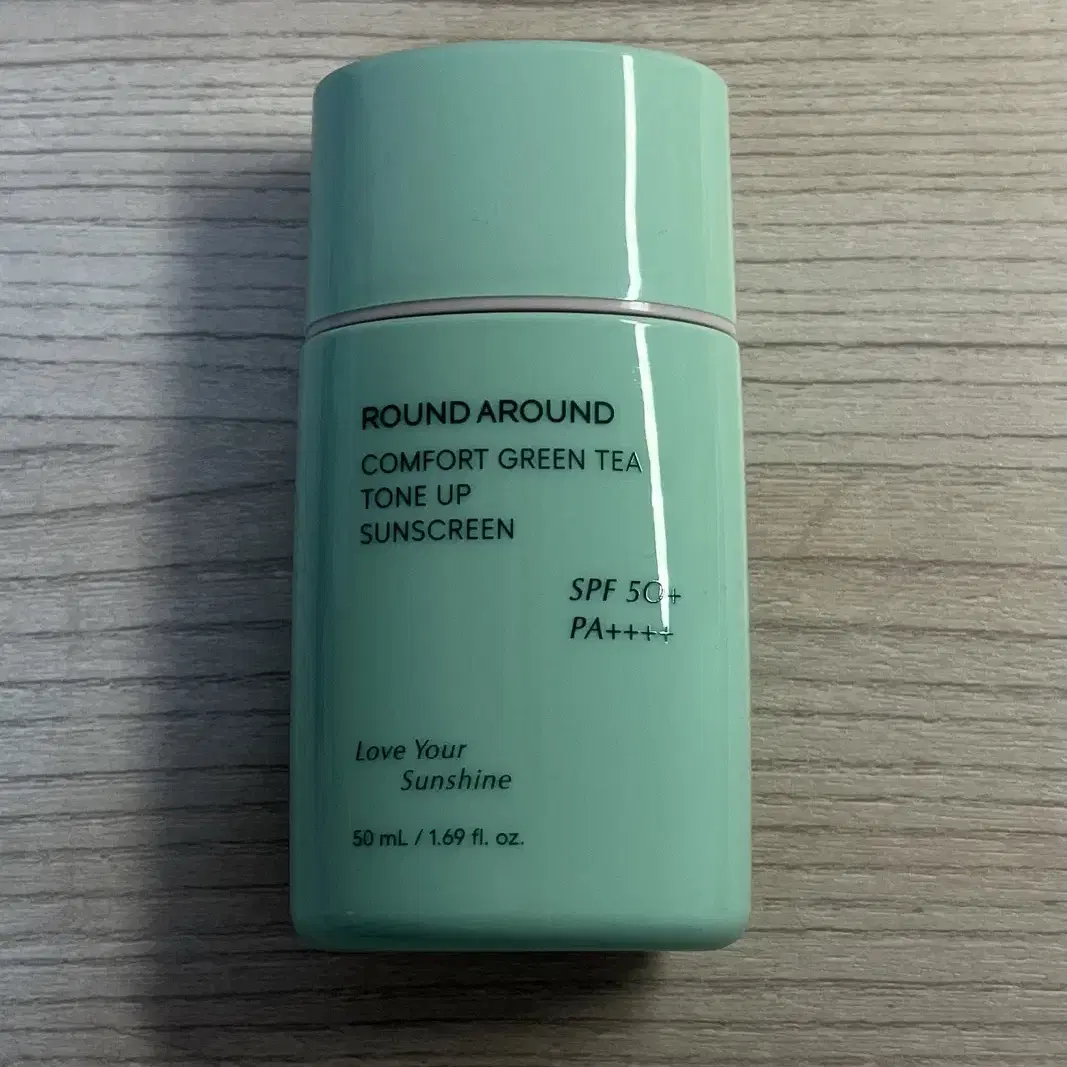 ROUND AROUND
COMFORT GREEN TEA
TONE UP
SUNSCREEN
SPF 50+
PA++++
Love Your
Sunshine
50 mL / 1.69 fl. oz.